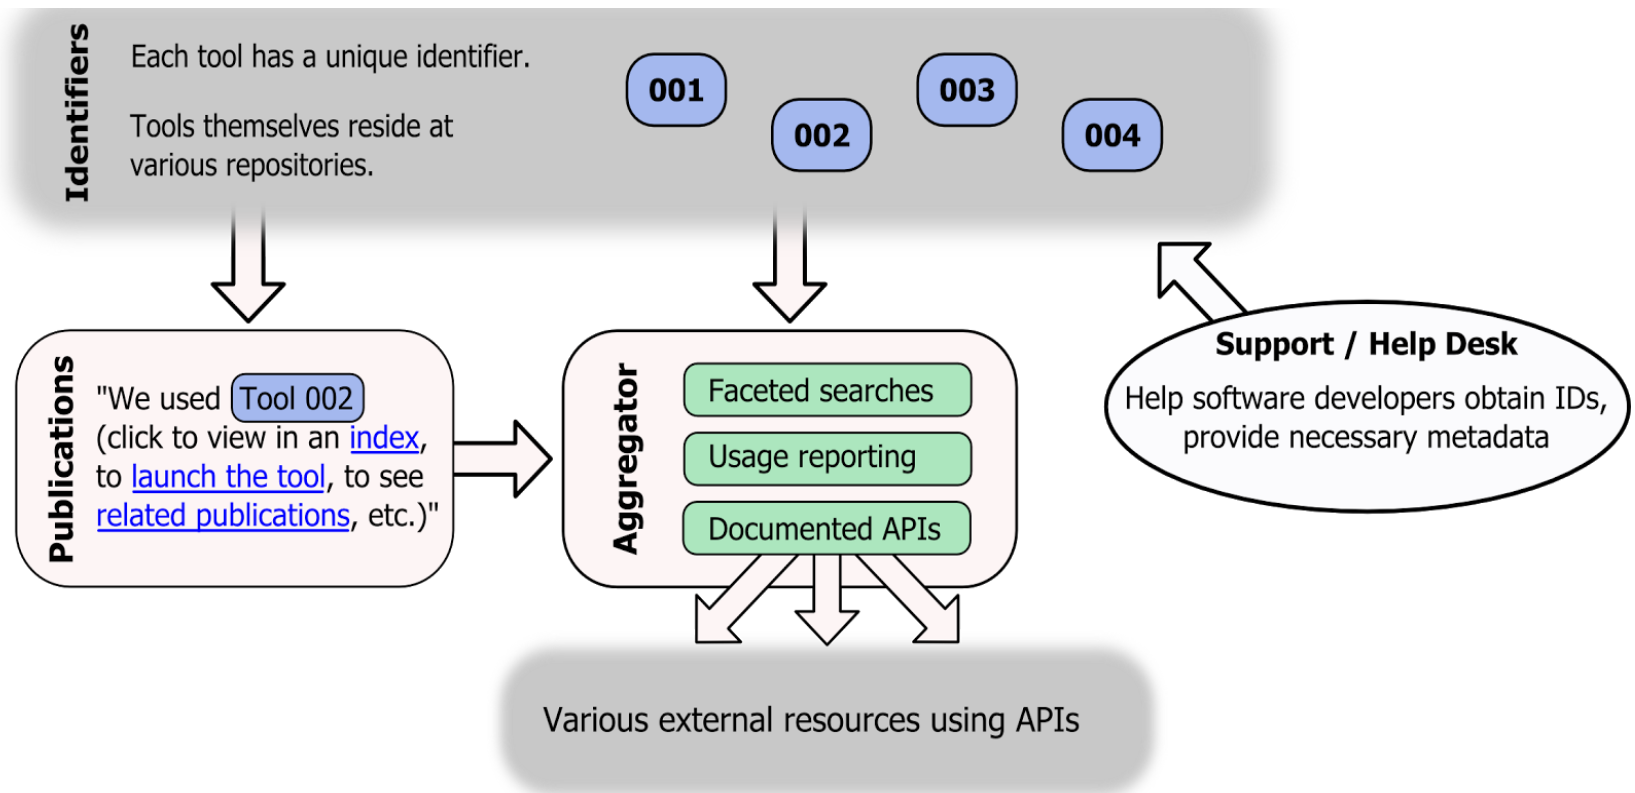 Identifiers
Each tool has a unique identifier.
Tools themselves reside at
various repositories.
001
002
003
004
Publications
"We used Tool 002
(click to view in an index,
to launch the tool, to see
related publications, etc.)"
Aggregator
Faceted searches
Usage reporting
Documented APIs
Support / Help Desk
Help software developers obtain IDs,
provide necessary metadata
Various external resources using APIs